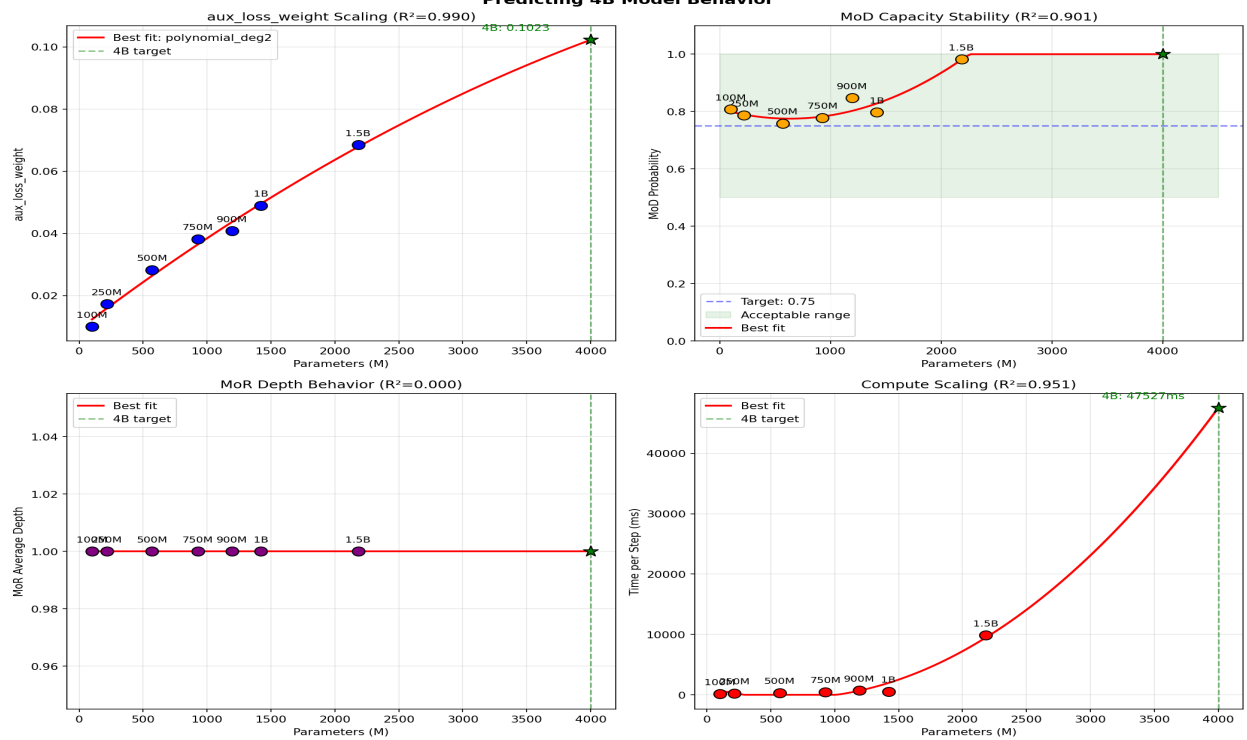 Predicting 4B Model Behavior
aux_loss_weight Scaling (R²=0.990)
4B: 0.1023
Best fit: polynomial_deg2
4B target
0.10
0.08
0.06
0.04
0.02
aux_loss_weight
100M
250M
500M
750M
900M
1B
1.5B
0 500 1000 1500 2000 2500 3000 3500 4000
Parameters (M)
MoD Capacity Stability (R²=0.901)
1.0
0.8
0.6
0.4
0.2
0.0
MoD Probability
100M
250M
500M
750M
900M
1B
1.5B
Target: 0.75
Acceptable range
Best fit
0 1000 2000 3000 4000
Parameters (M)
MoR Depth Behavior (R²=0.000)
Best fit
4B target
1.04
1.02
1.00
0.98
0.96
MoR Average Depth
100M 250M 500M 750M 900M 1B 1.5B
0 500 1000 1500 2000 2500 3000 3500 4000
Parameters (M)
Compute Scaling (R²=0.951)
4B: 47527ms
Best fit
4B target
40000
30000
20000
10000
0
Time per Step (ms)
100M 250M 500M 750M 900M 1B 1.5B
0 500 1000 1500 2000 2500 3000 3500 4000
Parameters (M)